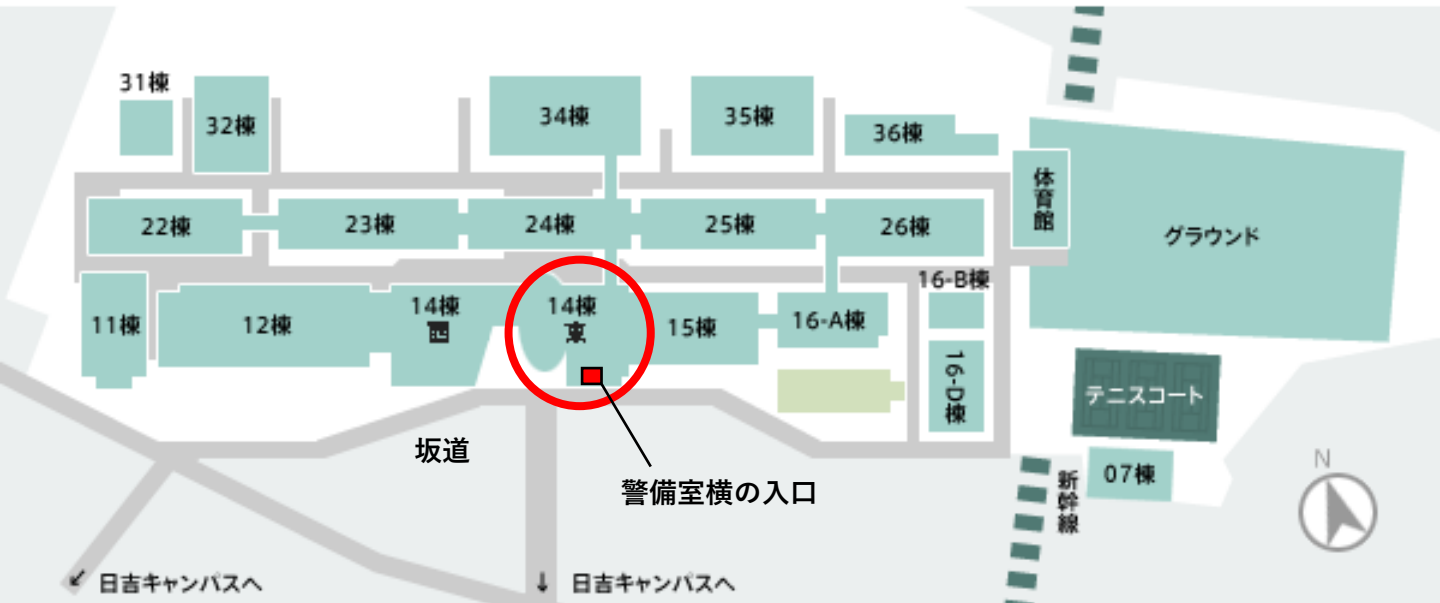 31棟
32棟
34棟
35棟
36棟
22棟
23棟
24棟
25棟
26棟
体育館
グラウンド
11棟
12棟
14棟
14棟
15棟
16-A棟
16-B棟
16-D棟
テニスコート
07棟
新幹線
坂道
警備室横の入口
N
↙ 日吉キャンパスへ
↓ 日吉キャンパスへ